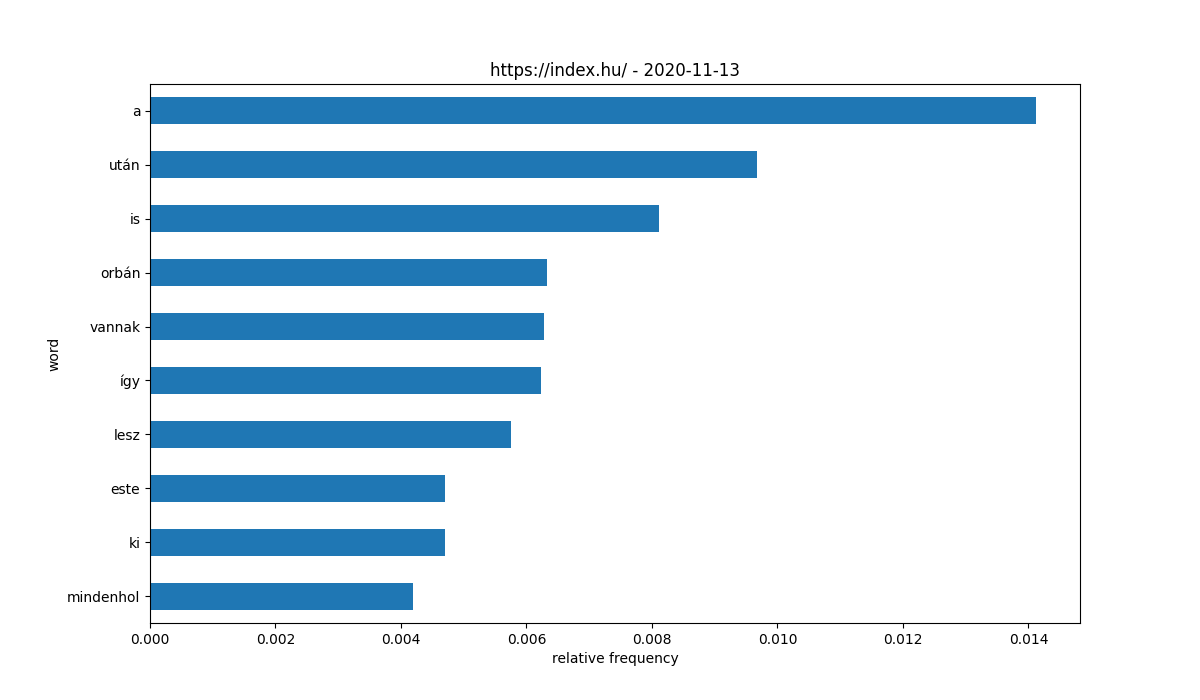 https://index.hu/ - 2020-11-13
a
után
is
orbán
vannak
így
lesz
este
ki
mindenhol
word
0.000 0.002 0.004 0.006 0.008 0.010 0.012 0.014
relative frequency